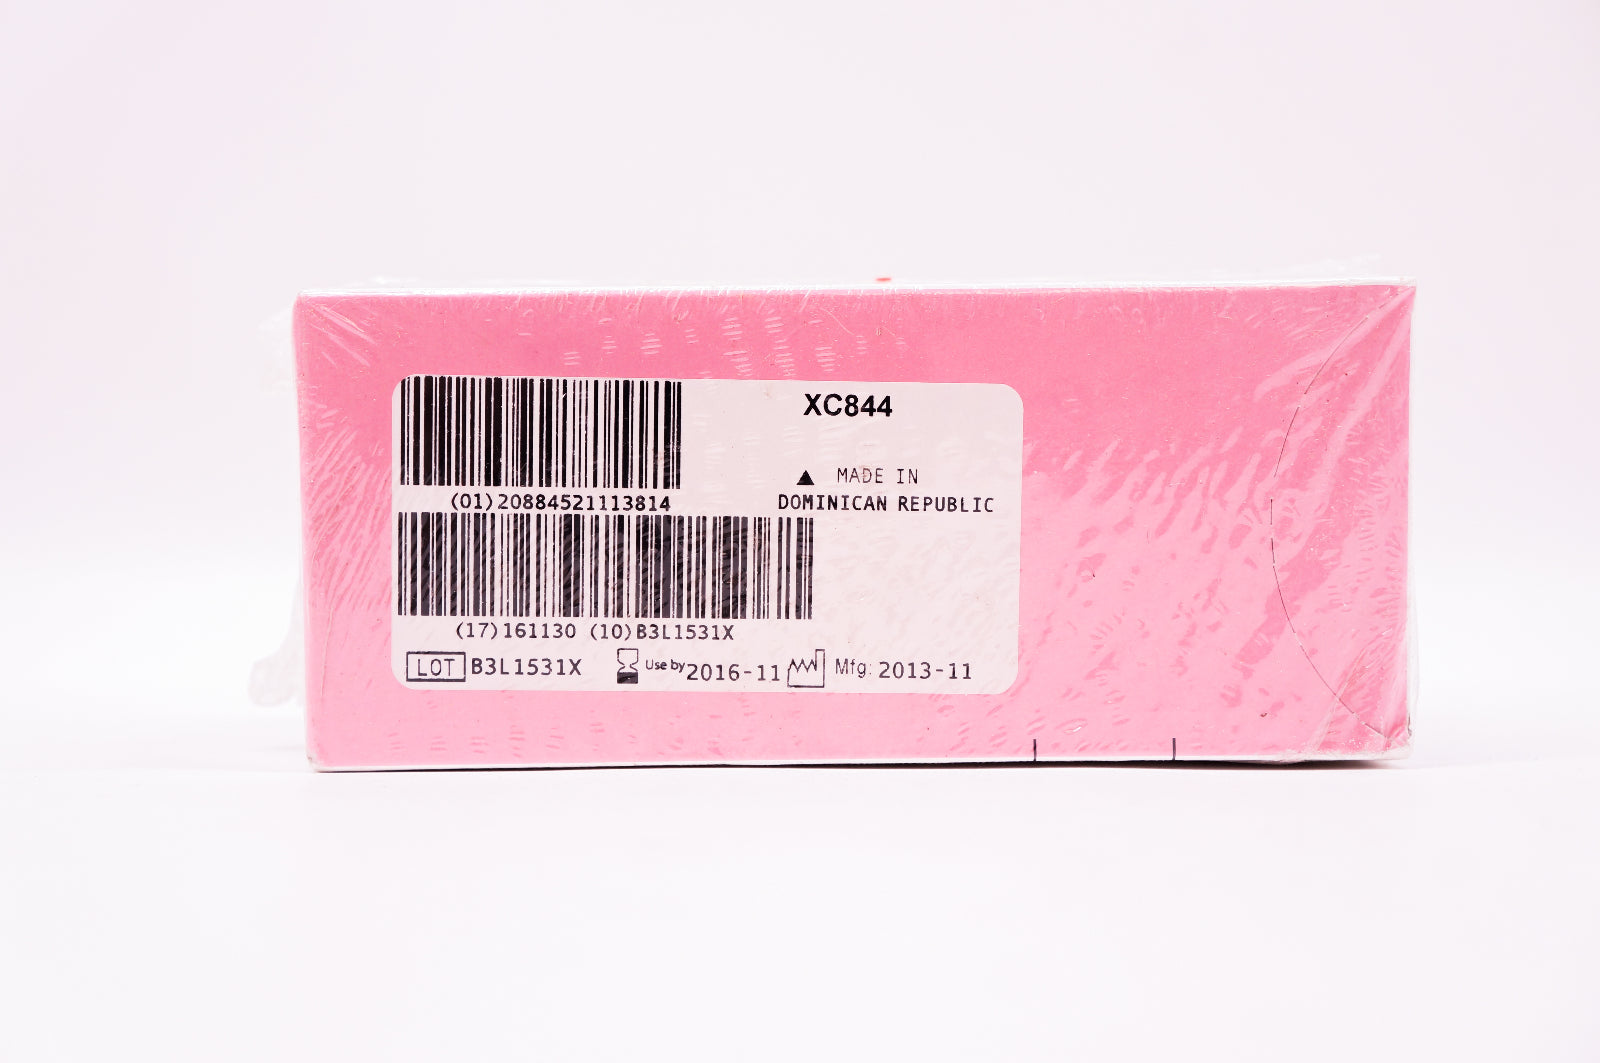 XC844
(01)20884521113814
▲ MADE IN
DOMINICAN REPUBLIC
(17)161130 (10)B3L1531X
LOT B3L1531X Use by 2016-11 Mfg: 2013-11